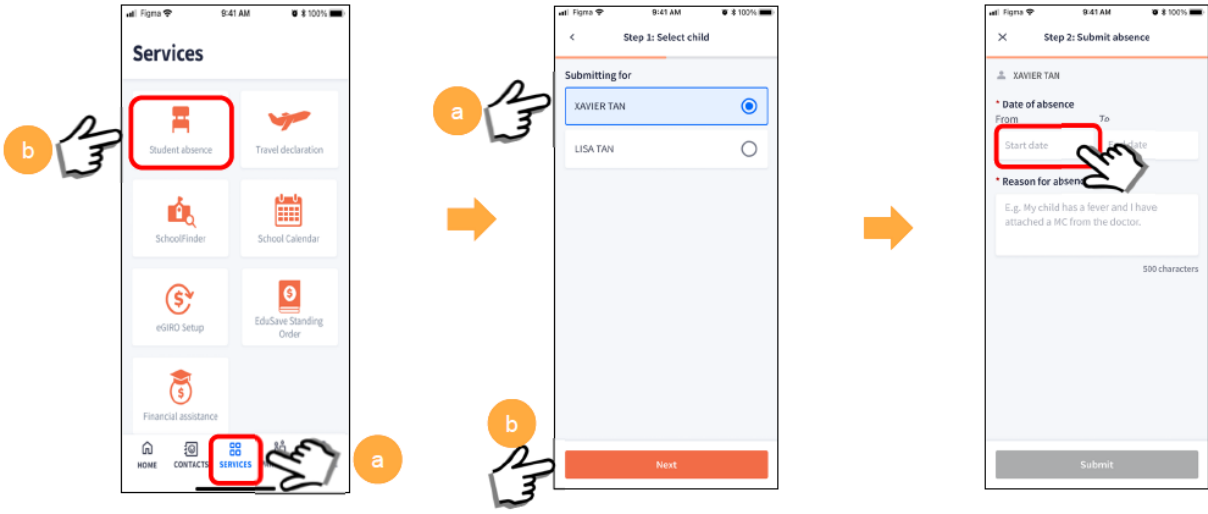 Figma 9:41 AM 100%
Services
Student absence
Travel declaration
SchoolFinder
School Calendar
eGIRO Setup
EduSave Standing
Order
Financial assistance
HOME
CONTACTS
SERVICES
b
a
Figma 9:41 AM 100%
Step 1: Select child
Submitting for
XAVIER TAN
LISA TAN
Next
a
b
Figma 9:41 AM 100%
Step 2: Submit absence
XAVIER TAN
* Date of absence
From
To
Start date
* Reason for absence
E.g. My child has a fever and I have
attached a MC from the doctor.
500 characters
Submit